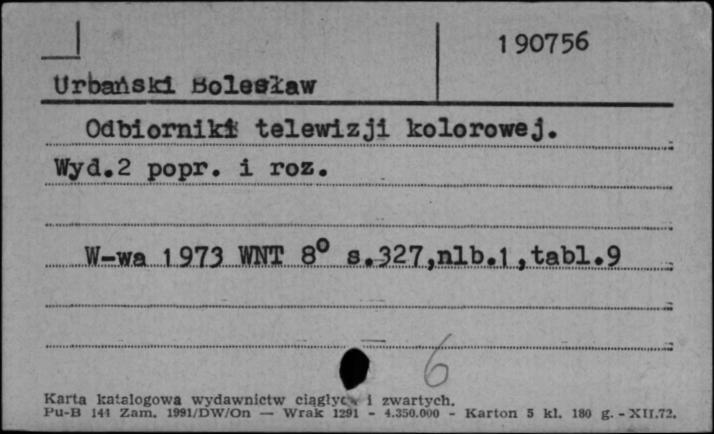 190756
Urbański Bolesław
Odbiorniki telewizji kolorowej.
Wyd.2 popr. i roz.
W-wa 1973 WNT 8° s.327,nlb.1,tabl.9
6
Karta katalogowa wydawnictw ciągłych i zwartych.
Pu-B 141 Zam. 1991/DW/On — Wrak 1291 - 4.350.000 - Karton 5 kl. 180 g. - XII.72.